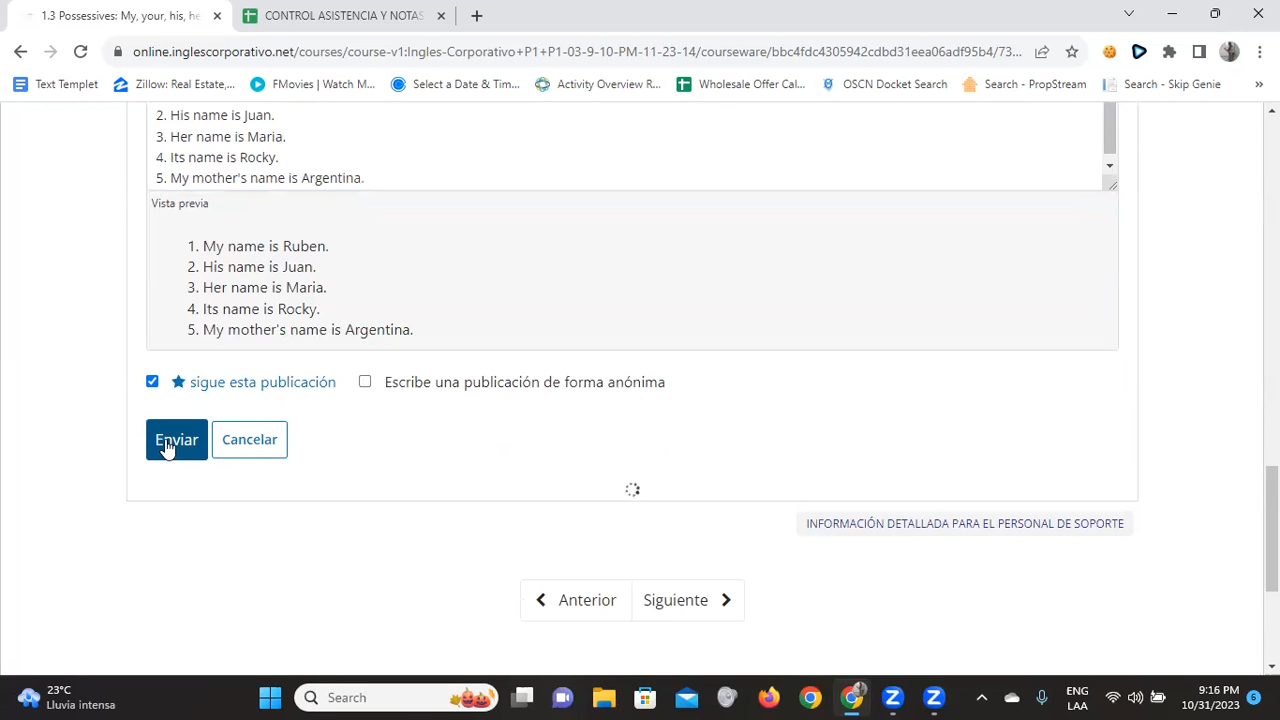 1.3 Possessives: My, your, his, he
CONTROL ASISTENCIA Y NOTAS
online.inglescorporativo.net/courses/course-v1:Ingles-Corporativo+P1+P1-03-9-10-PM-11-23-14/courseware/bbc4fdc4305942cdbd31eea06adf95b4/73...
Text Templet
Zillow: Real Estate,...
FMovies | Watch M...
Select a Date & Tim...
Activity Overview R...
Wholesale Offer Cal...
OSCN Docket Search
Search - PropStream
Search - Skip Genie
»
2. His name is Juan.
3. Her name is Maria.
4. Its name is Rocky.
5. My mother's name is Argentina.
Vista previa
1. My name is Ruben.
2. His name is Juan.
3. Her name is Maria.
4. Its name is Rocky.
5. My mother's name is Argentina.
sigue esta publicación Escribe una publicación de forma anónima
Enviar Cancelar
INFORMACIÓN DETALLADA PARA EL PERSONAL DE SOPORTE
Anterior Siguiente
23°C
Lluvia intensa
Search
ENG
LAA
9:16 PM
10/31/2023
6